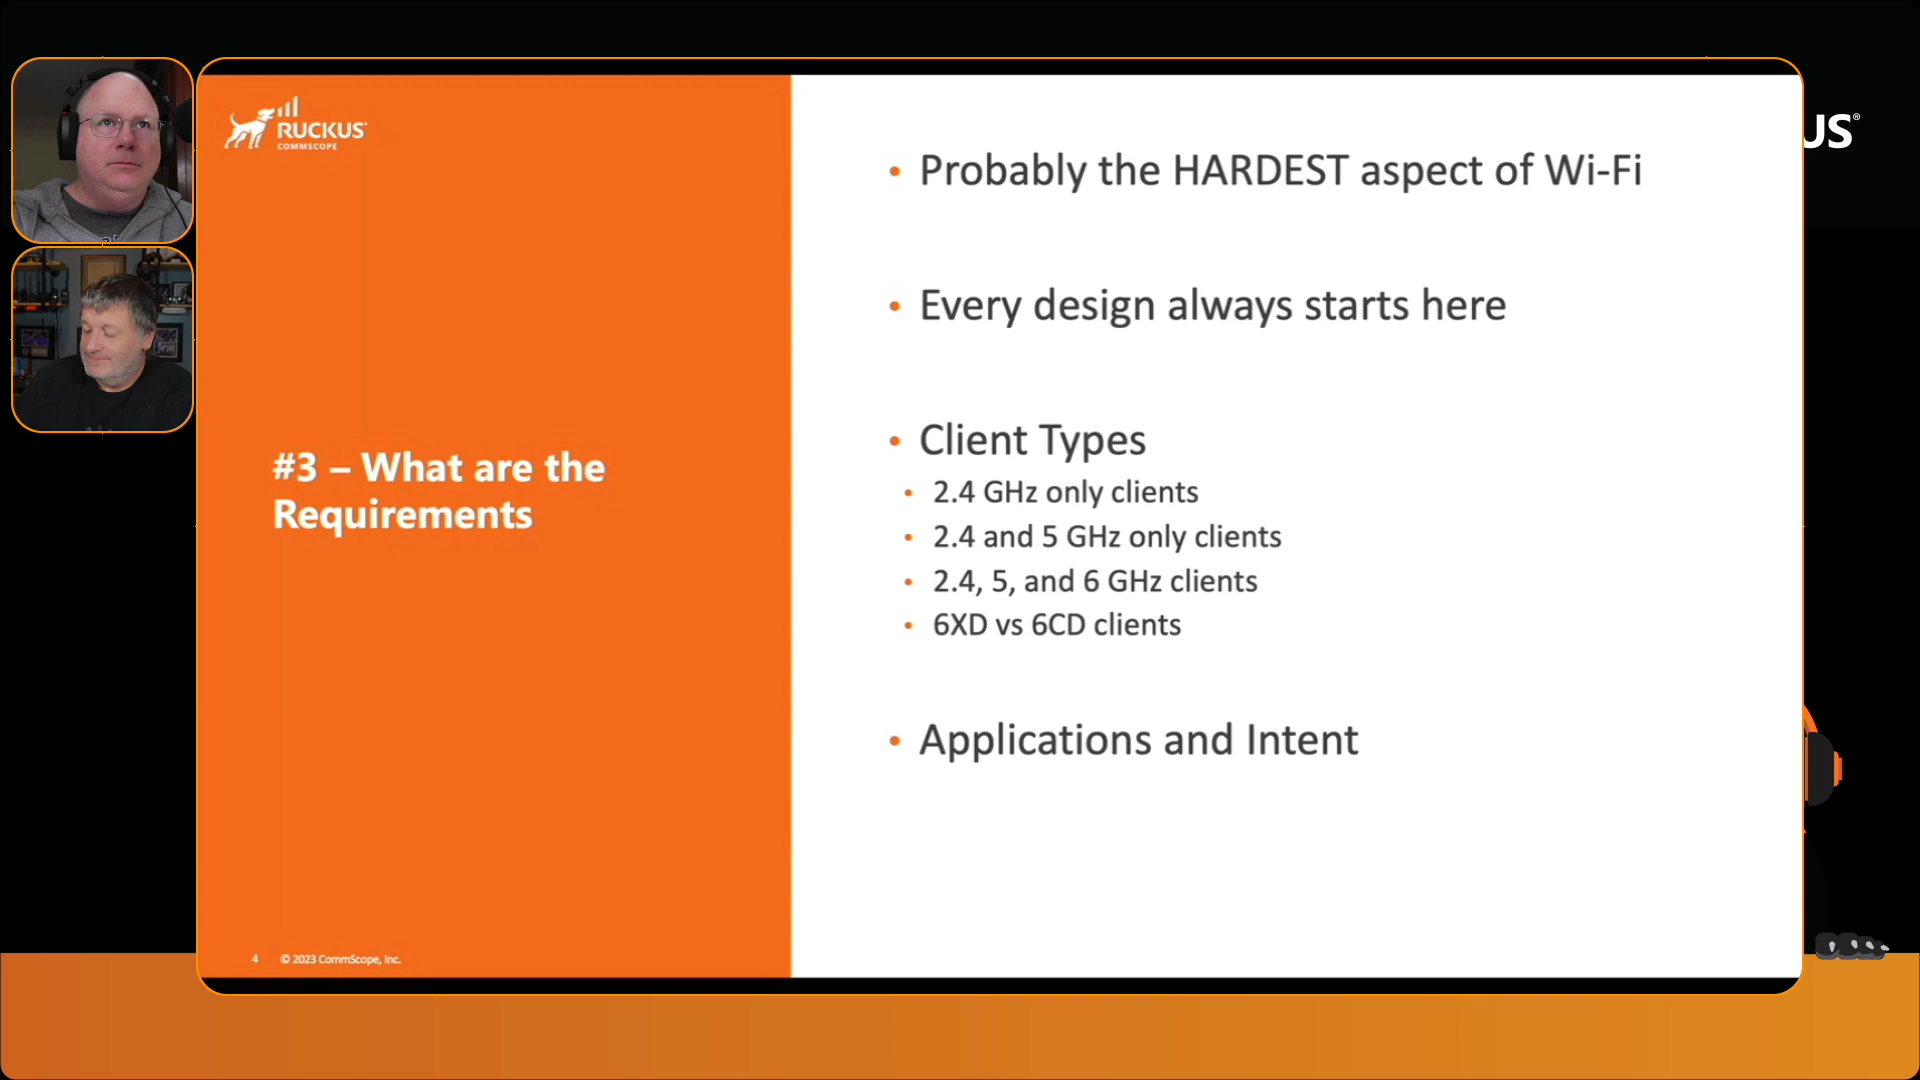 RUCKUS®
COMMSCOPE
#3 – What are the
Requirements
4 © 2023 CommScope, Inc.
• Probably the HARDEST aspect of Wi-Fi
• Every design always starts here
• Client Types
• 2.4 GHz only clients
• 2.4 and 5 GHz only clients
• 2.4, 5, and 6 GHz clients
• 6XD vs 6CD clients
• Applications and Intent
US®